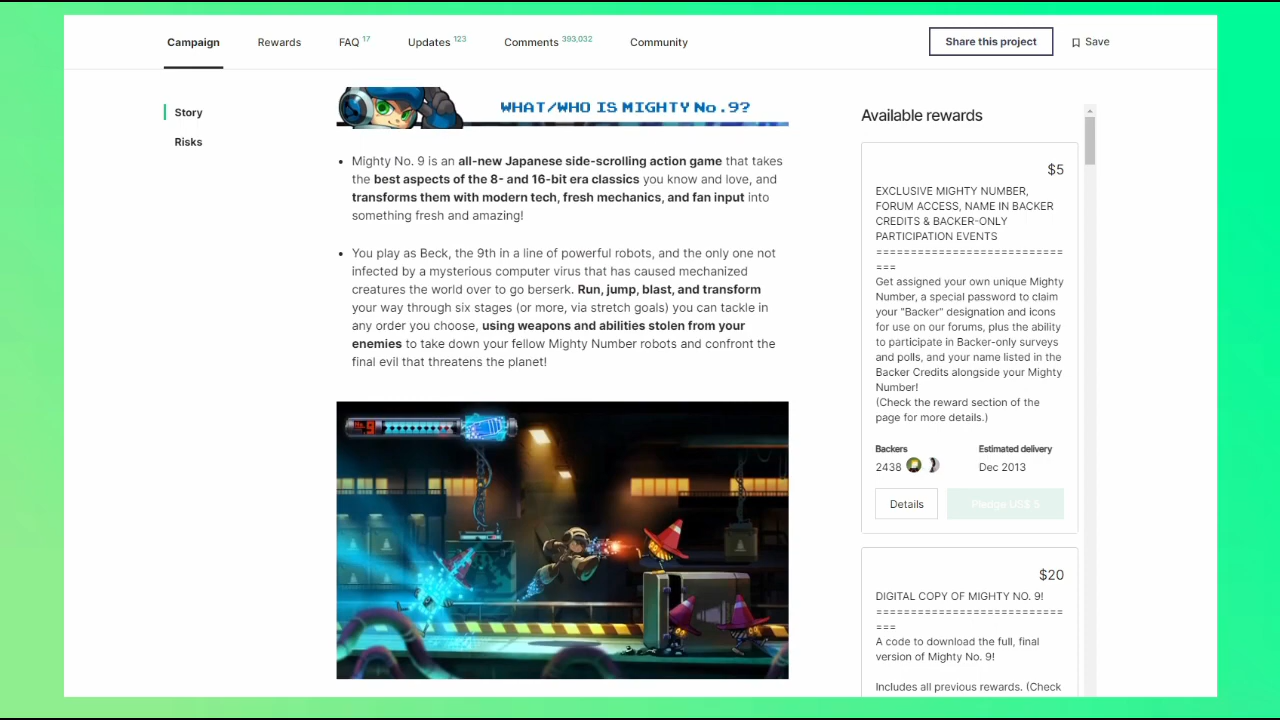 Campaign
Rewards
FAQ 17
Updates 123
Comments 393,032
Community
Share this project
Save
Story
Risks
WHAT/WHO IS MIGHTY No.9?
Mighty No. 9 is an all-new Japanese side-scrolling action game that takes
the best aspects of the 8- and 16-bit era classics you know and love, and
transforms them with modern tech, fresh mechanics, and fan input into
something fresh and amazing!
You play as Beck, the 9th in a line of powerful robots, and the only one not
infected by a mysterious computer virus that has caused mechanized
creatures the world over to go berserk. Run, jump, blast, and transform
your way through six stages (or more, via stretch goals) you can tackle in
any order you choose, using weapons and abilities stolen from your
enemies to take down your fellow Mighty Number robots and confront the
final evil that threatens the planet!
Available rewards
$5
EXCLUSIVE MIGHTY NUMBER,
FORUM ACCESS, NAME IN BACKER
CREDITS & BACKER-ONLY
PARTICIPATION EVENTS
===========================
===
Get assigned your own unique Mighty
Number, a special password to claim
your "Backer" designation and icons
for use on our forums, plus the ability
to participate in Backer-only surveys
and polls, and your name listed in the
Backer Credits alongside your Mighty
Number!
(Check the reward section of the
page for more details.)
Backers
2438
Estimated delivery
Dec 2013
Details
Pledge US$ 5
$20
DIGITAL COPY OF MIGHTY NO. 9!
===========================
===
A code to download the full, final
version of Mighty No. 9!
Includes all previous rewards. (Check